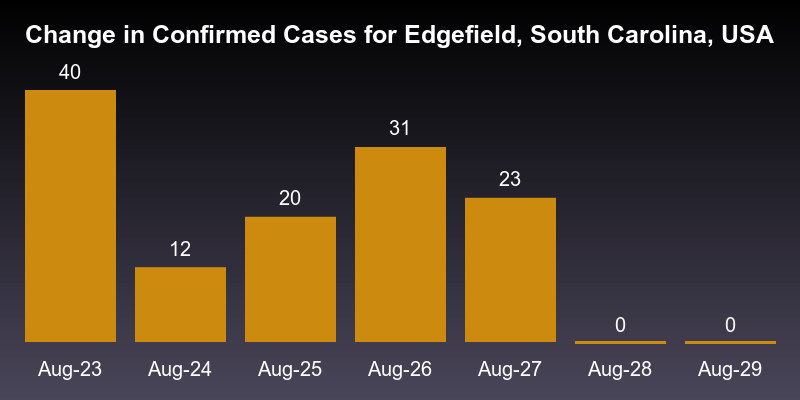 Change in Confirmed Cases for Edgefield, South Carolina, USA
40
12
20
31
23
0
0
Aug-23
Aug-24
Aug-25
Aug-26
Aug-27
Aug-28
Aug-29